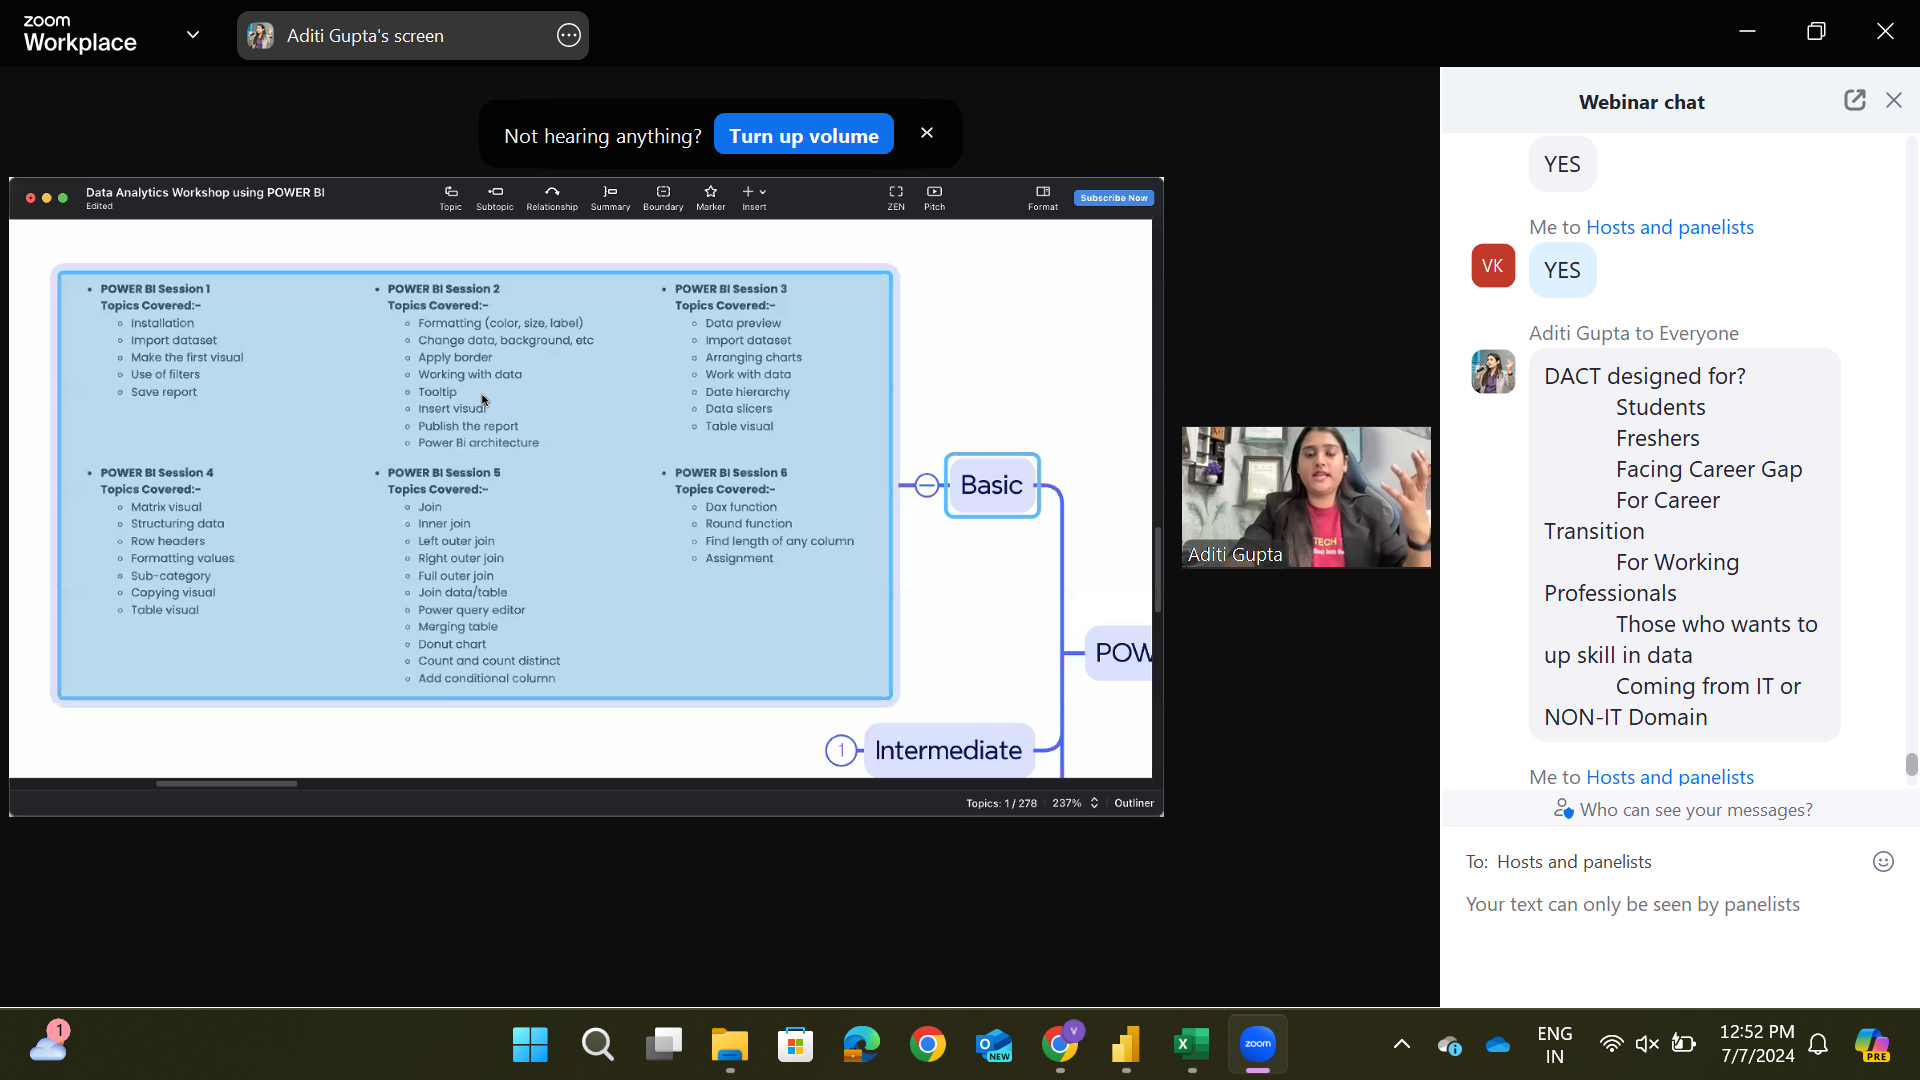 zoom
Workplace
Aditi Gupta's screen
Not hearing anything?
Turn up volume
Data Analytics Workshop using POWER BI
Edited
Topic
Subtopic
Relationship
Summary
Boundary
Marker
Insert
ZEN
Pitch
Format
Subscribe Now
POWER BI Session 1
Topics Covered:-
Installation
Import dataset
Make the first visual
Use of filters
Save report
POWER BI Session 2
Topics Covered:-
Formatting (color, size, label)
Change data, background, etc
Apply border
Working with data
Tooltip
Insert visual
Publish the report
Power Bi architecture
POWER BI Session 3
Topics Covered:-
Data preview
Import dataset
Arranging charts
Work with data
Date hierarchy
Data slicers
Table visual
POWER BI Session 4
Topics Covered:-
Matrix visual
Structuring data
Row headers
Formatting values
Sub-category
Copying visual
Table visual
POWER BI Session 5
Topics Covered:-
Join
Inner join
Left outer join
Right outer join
Full outer join
Join data/table
Power query editor
Merging table
Donut chart
Count and count distinct
Add conditional column
POWER BI Session 6
Topics Covered:-
Dax function
Round function
Find length of any column
Assignment
Basic
POW
1
Intermediate
Topics: 1 / 278
237%
Outliner
TECH
Aditi Gupta
Webinar chat
YES
Me to Hosts and panelists
VK
YES
Aditi Gupta to Everyone
DACT designed for?
Students
Freshers
Facing Career Gap
For Career
Transition
For Working
Professionals
Those who wants to
up skill in data
Coming from IT or
NON-IT Domain
Me to Hosts and panelists
Who can see your messages?
To: Hosts and panelists
Your text can only be seen by panelists
1
NEW
V
zoom
ENG
IN
12:52 PM
7/7/2024
PRE